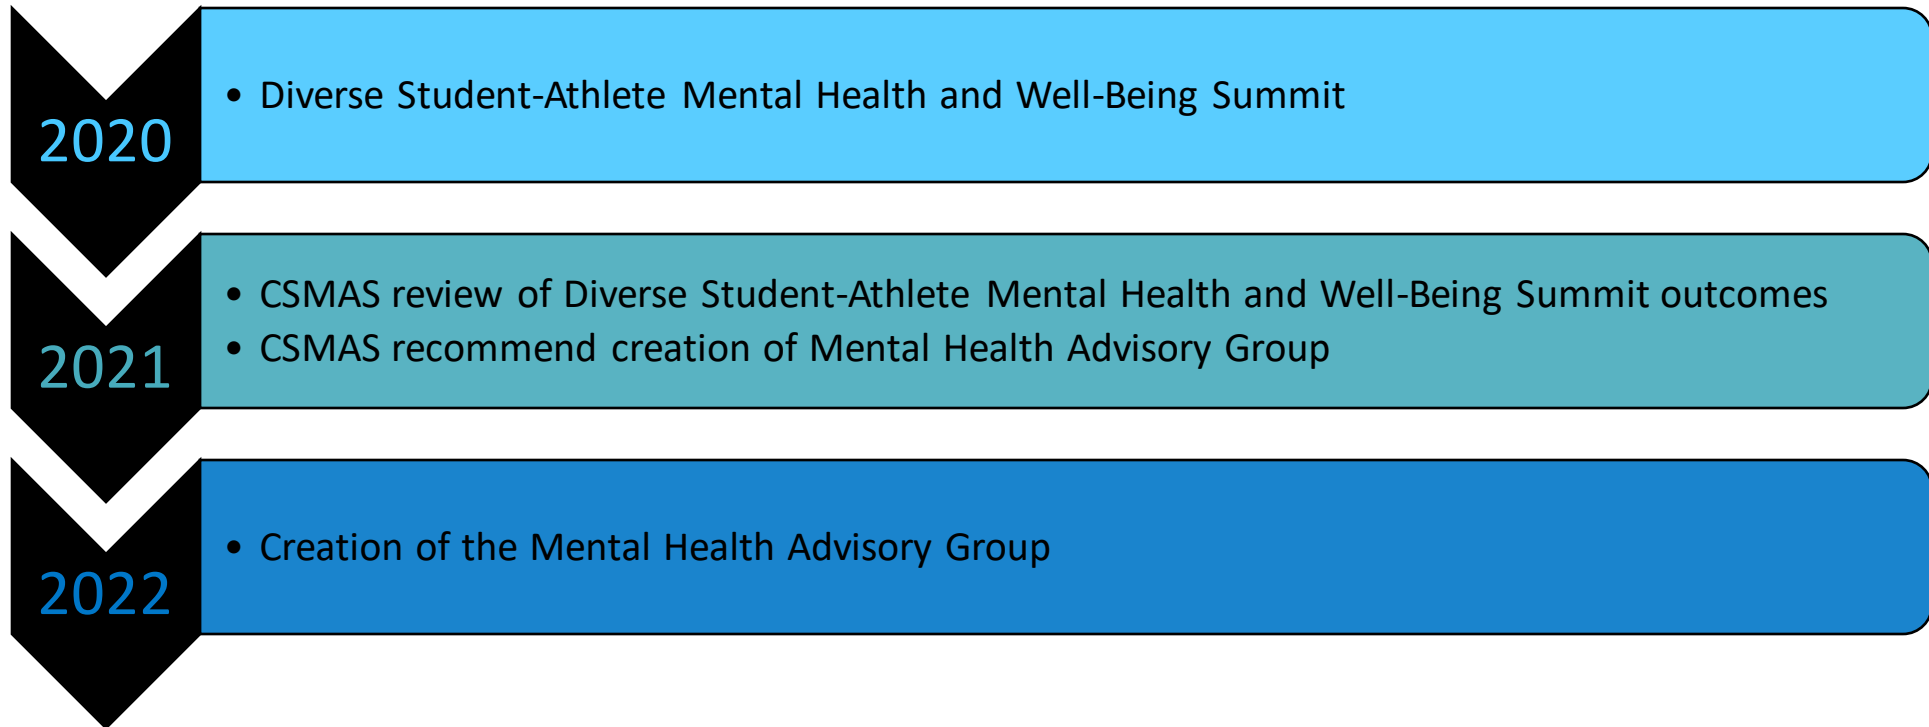 2020
• Diverse Student-Athlete Mental Health and Well-Being Summit
2021
• CSMAS review of Diverse Student-Athlete Mental Health and Well-Being Summit outcomes
• CSMAS recommend creation of Mental Health Advisory Group
2022
• Creation of the Mental Health Advisory Group